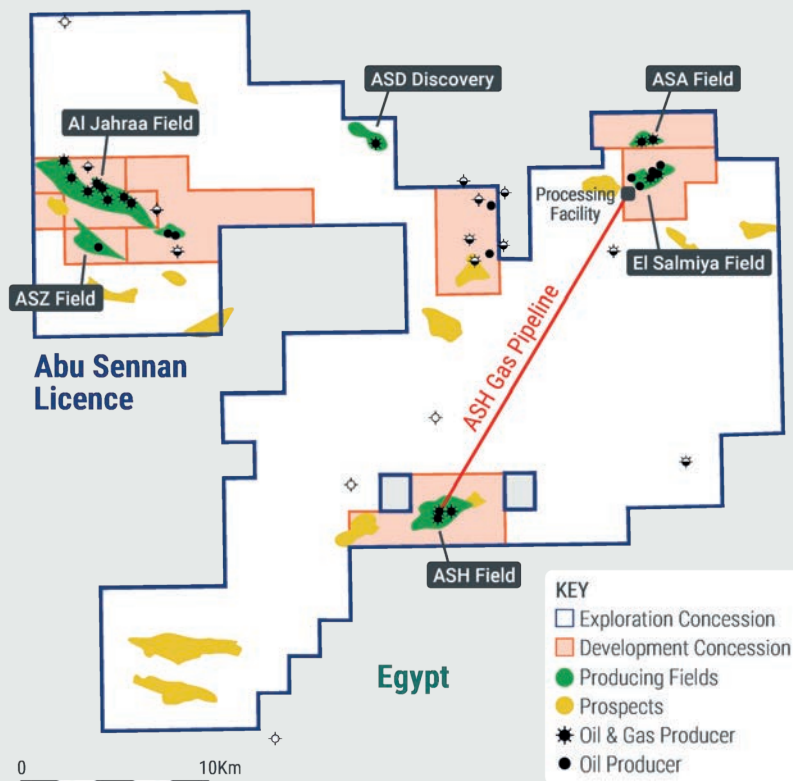 ASD Discovery
ASA Field
Al Jahraa Field
Processing
Facility
El Salmiya Field
ASZ Field
ASH Gas Pipeline
Abu Sennan
Licence
ASH Field
Egypt
KEY
Exploration Concession
Development Concession
Producing Fields
Prospects
Oil & Gas Producer
Oil Producer
0 10Km